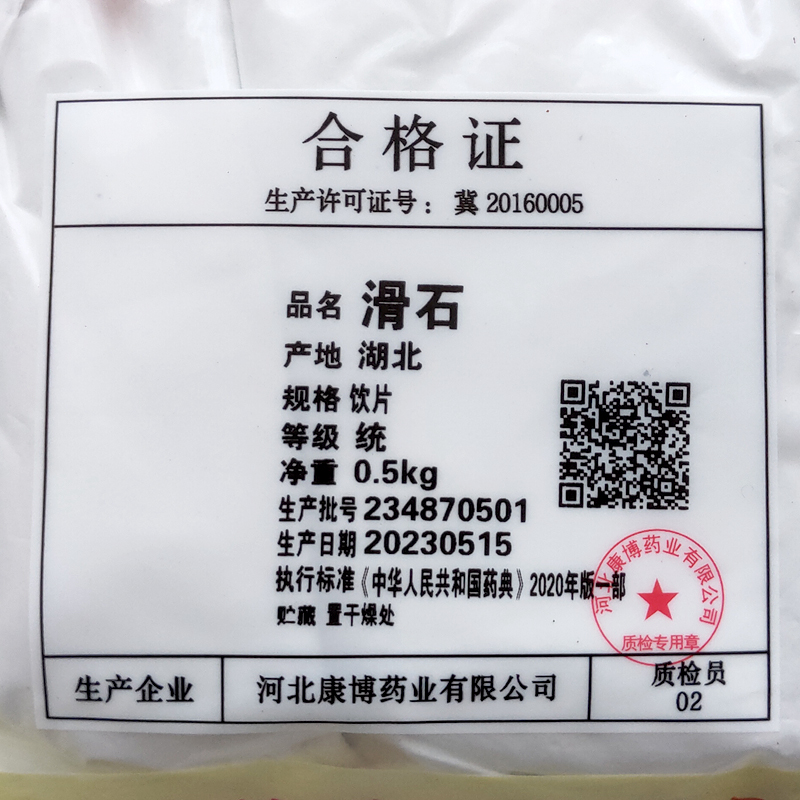 合格证
生产许可证号：冀 20160005
品名 滑石
产地 湖北
规格 饮片
等级 统
净重 0.5kg
生产批号 234870501
生产日期 20230515
执行标准《中华人民共和国药典》2020年版一部
贮藏 置干燥处
河北康博药业有限公司
质检专用章
生产企业
河北康博药业有限公司
质检员
02